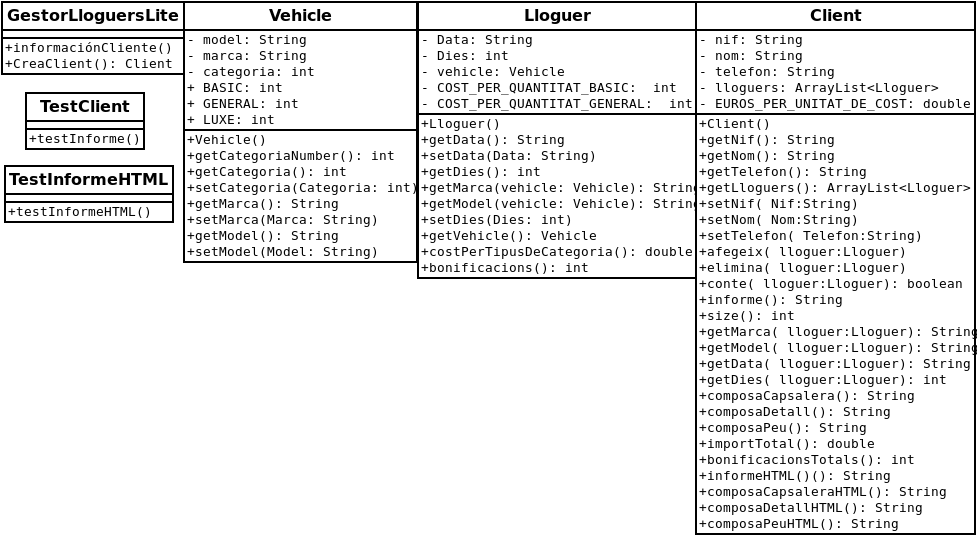 GestorLloguersLite
+informaciónCliente()
+CreaClient(): Client
TestClient
+testInforme()
TestInformeHTML
+testInformeHTML()
Vehicle
- model: String
- marca: String
- categoria: int
+ BASIC: int
+ GENERAL: int
+ LUXE: int
+Vehicle()
+getCategoriaNumber(): int
+getCategoria(): int
+setCategoria(Categoria: int)
+getMarca(): String
+setMarca(Marca: String)
+getModel(): String
+setModel(Model: String)
Lloguer
- Data: String
- Dies: int
- vehicle: Vehicle
- COST_PER_QUANTITAT_BASIC:  int
- COST_PER_QUANTITAT_GENERAL:  int
+Lloguer()
+getData(): String
+setData(Data: String)
+getDies(): int
+getMarca(vehicle: Vehicle): String
+getModel(vehicle: Vehicle): String
+setDies(Dies: int)
+getVehicle(): Vehicle
+costPerTipusDeCategoria(): double
+bonificacions(): int
Client
- nif: String
- nom: String
- telefon: String
- lloguers: ArrayList<Lloguer>
- EUROS_PER_UNITAT_DE_COST: double
+Client()
+getNif(): String
+getNom(): String
+getTelefon(): String
+getLloguers(): ArrayList<Lloguer>
+setNif( Nif:String)
+setNom( Nom:String)
+setTelefon( Telefon:String)
+afegeix( lloguer:Lloguer)
+elimina( lloguer:Lloguer)
+conte( lloguer:Lloguer): boolean
+informe(): String
+size(): int
+getMarca( lloguer:Lloguer): String
+getModel( lloguer:Lloguer): String
+getData( lloguer:Lloguer): String
+getDies( lloguer:Lloguer): int
+composaCapsalera(): String
+composaDetall(): String
+composaPeu(): String
+importTotal(): double
+bonificacionsTotals(): int
+informeHTML()(): String
+composaCapsaleraHTML(): String
+composaDetallHTML(): String
+composaPeuHTML(): String